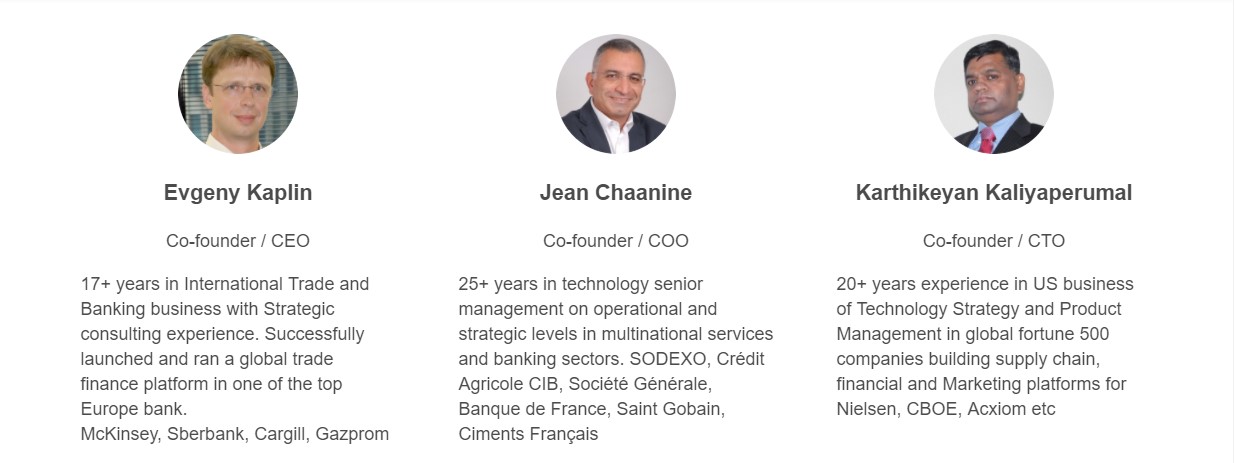 Evgeny Kaplin
Co-founder / CEO
17+ years in International Trade and
Banking business with Strategic
consulting experience. Successfully
launched and ran a global trade
finance platform in one of the top
Europe bank.
McKinsey, Sberbank, Cargill, Gazprom
Jean Chaanine
Co-founder / COO
25+ years in technology senior
management on operational and
strategic levels in multinational services
and banking sectors. SODEXO, Crédit
Agricole CIB, Société Générale,
Banque de France, Saint Gobain,
Ciments Français
Karthikeyan Kaliyaperumal
Co-founder / CTO
20+ years experience in US business
of Technology Strategy and Product
Management in global fortune 500
companies building supply chain,
financial and Marketing platforms for
Nielsen, CBOE, Acxiom etc